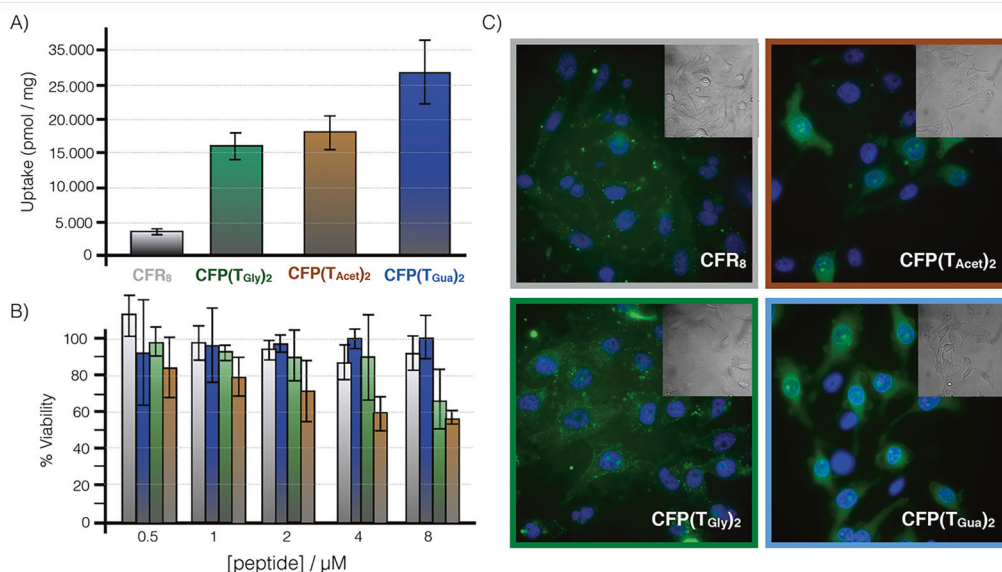 A)
Uptake (pmol / mg)
35.000
30.000
25.000
20.000
15.000
10.000
5.000
0
CFR8
CFP(TGly)2
CFP(TAcet)2
CFP(TGua)2
B)
% Viability
100
80
60
40
20
0
0.5 1 2 4 8
[peptide] / µM
C)
CFR8
CFP(TAcet)2
CFP(TGly)2
CFP(TGua)2